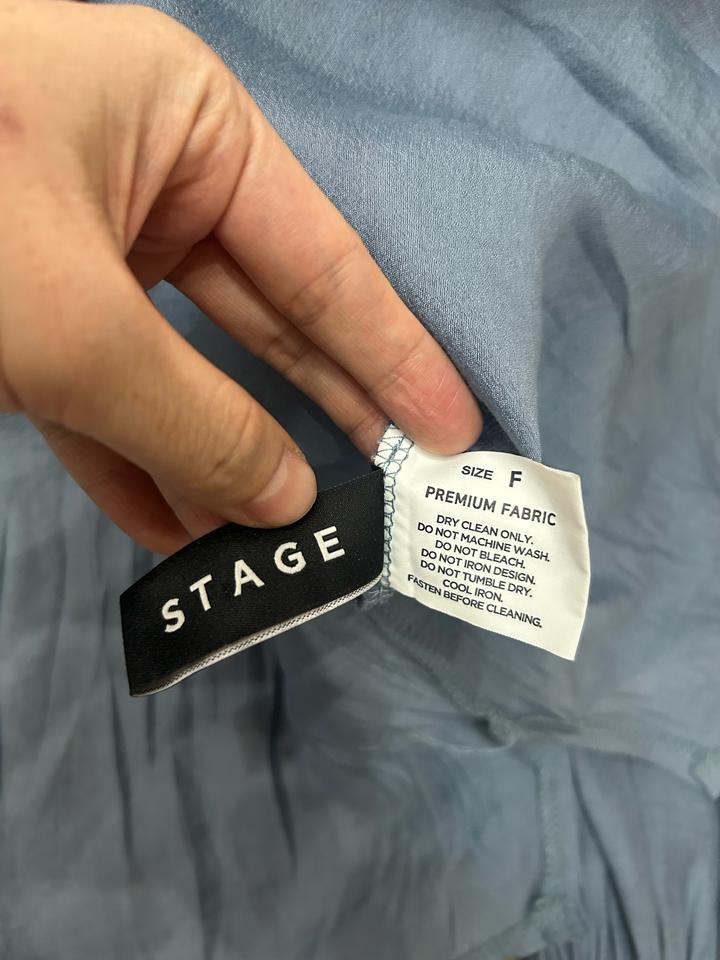 STAGE
SIZE F
PREMIUM FABRIC
DRY CLEAN ONLY.
DO NOT MACHINE WASH.
DO NOT BLEACH.
DO NOT IRON DESIGN.
DO NOT TUMBLE DRY.
COOL IRON.
FASTEN BEFORE CLEANING.